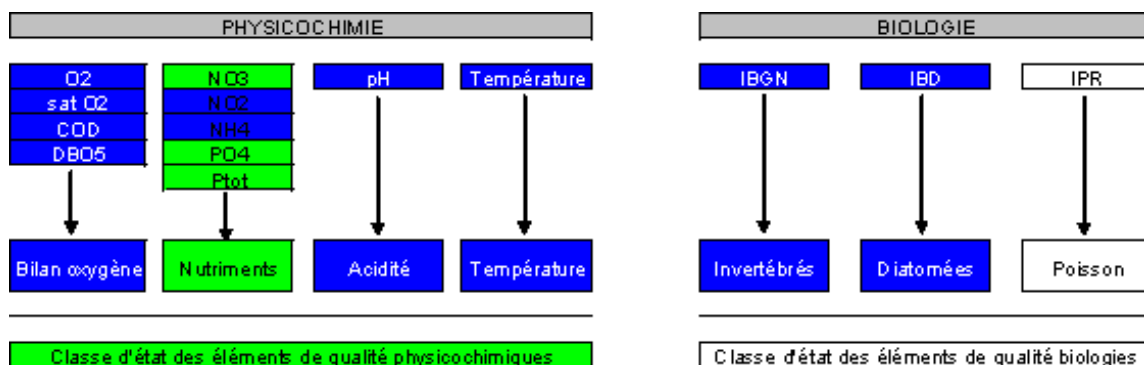 PHYSICOCHIMIE
BIOLOGIE
O2
sat O2
COD
DBO5
NO3
NO2
NH4
PO4
Ptot
pH
Température
IBGN
IBD
IPR
Bilan oxygène
Nutriments
Acidité
Température
Invertébrés
Diatomées
Poisson
Classe d'état des éléments de qualité physicochimiques
Classe d'état des éléments de qualité biologies